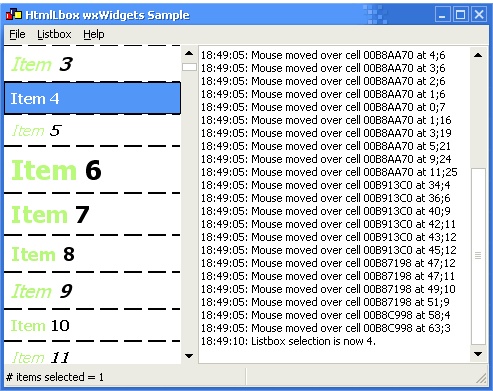 HtmlLbox wxWidgets Sample
File Listbox Help
Item 3
Item 4
Item 5
Item 6
Item 7
Item 8
Item 9
Item 10
Item 11
18:49:05: Mouse moved over cell 00B8AA70 at 4;6
18:49:05: Mouse moved over cell 00B8AA70 at 3;6
18:49:05: Mouse moved over cell 00B8AA70 at 2;6
18:49:05: Mouse moved over cell 00B8AA70 at 1;6
18:49:05: Mouse moved over cell 00B8AA70 at 0;7
18:49:05: Mouse moved over cell 00B8AA70 at 1;16
18:49:05: Mouse moved over cell 00B8AA70 at 3;19
18:49:05: Mouse moved over cell 00B8AA70 at 5;21
18:49:05: Mouse moved over cell 00B8AA70 at 9;24
18:49:05: Mouse moved over cell 00B8AA70 at 11;25
18:49:05: Mouse moved over cell 00B913C0 at 34;4
18:49:05: Mouse moved over cell 00B913C0 at 36;6
18:49:05: Mouse moved over cell 00B913C0 at 40;9
18:49:05: Mouse moved over cell 00B913C0 at 42;11
18:49:05: Mouse moved over cell 00B913C0 at 43;12
18:49:05: Mouse moved over cell 00B913C0 at 45;12
18:49:05: Mouse moved over cell 00B87198 at 47;12
18:49:05: Mouse moved over cell 00B87198 at 47;11
18:49:05: Mouse moved over cell 00B87198 at 49;10
18:49:05: Mouse moved over cell 00B87198 at 51;9
18:49:05: Mouse moved over cell 00B8C998 at 58;4
18:49:05: Mouse moved over cell 00B8C998 at 63;3
18:49:10: Listbox selection is now 4.
# items selected = 1